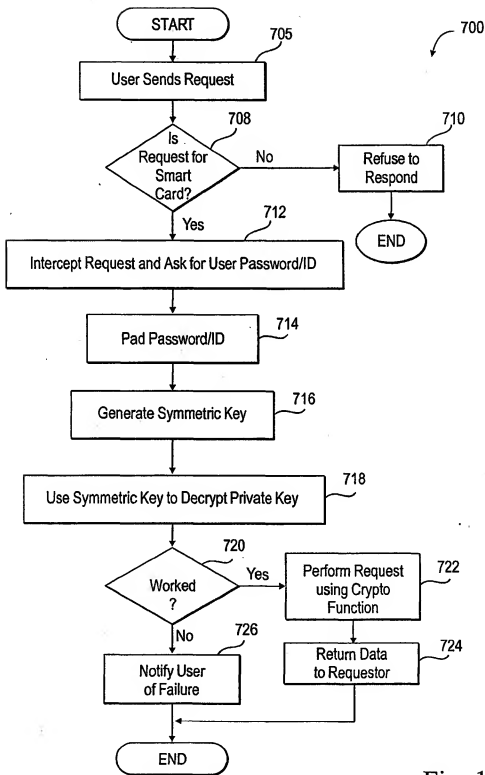 START
700
705
User Sends Request
708
Is
Request for
Smart
Card?
No
710
Refuse to
Respond
END
Yes
712
Intercept Request and Ask for User Password/ID
Pad Password/ID
714
Generate Symmetric Key
716
Use Symmetric Key to Decrypt Private Key
718
720
Worked
?
Yes
Perform Request
using Crypto
Function
722
No
726
Notify User
of Failure
Return Data
to Requestor
724
END